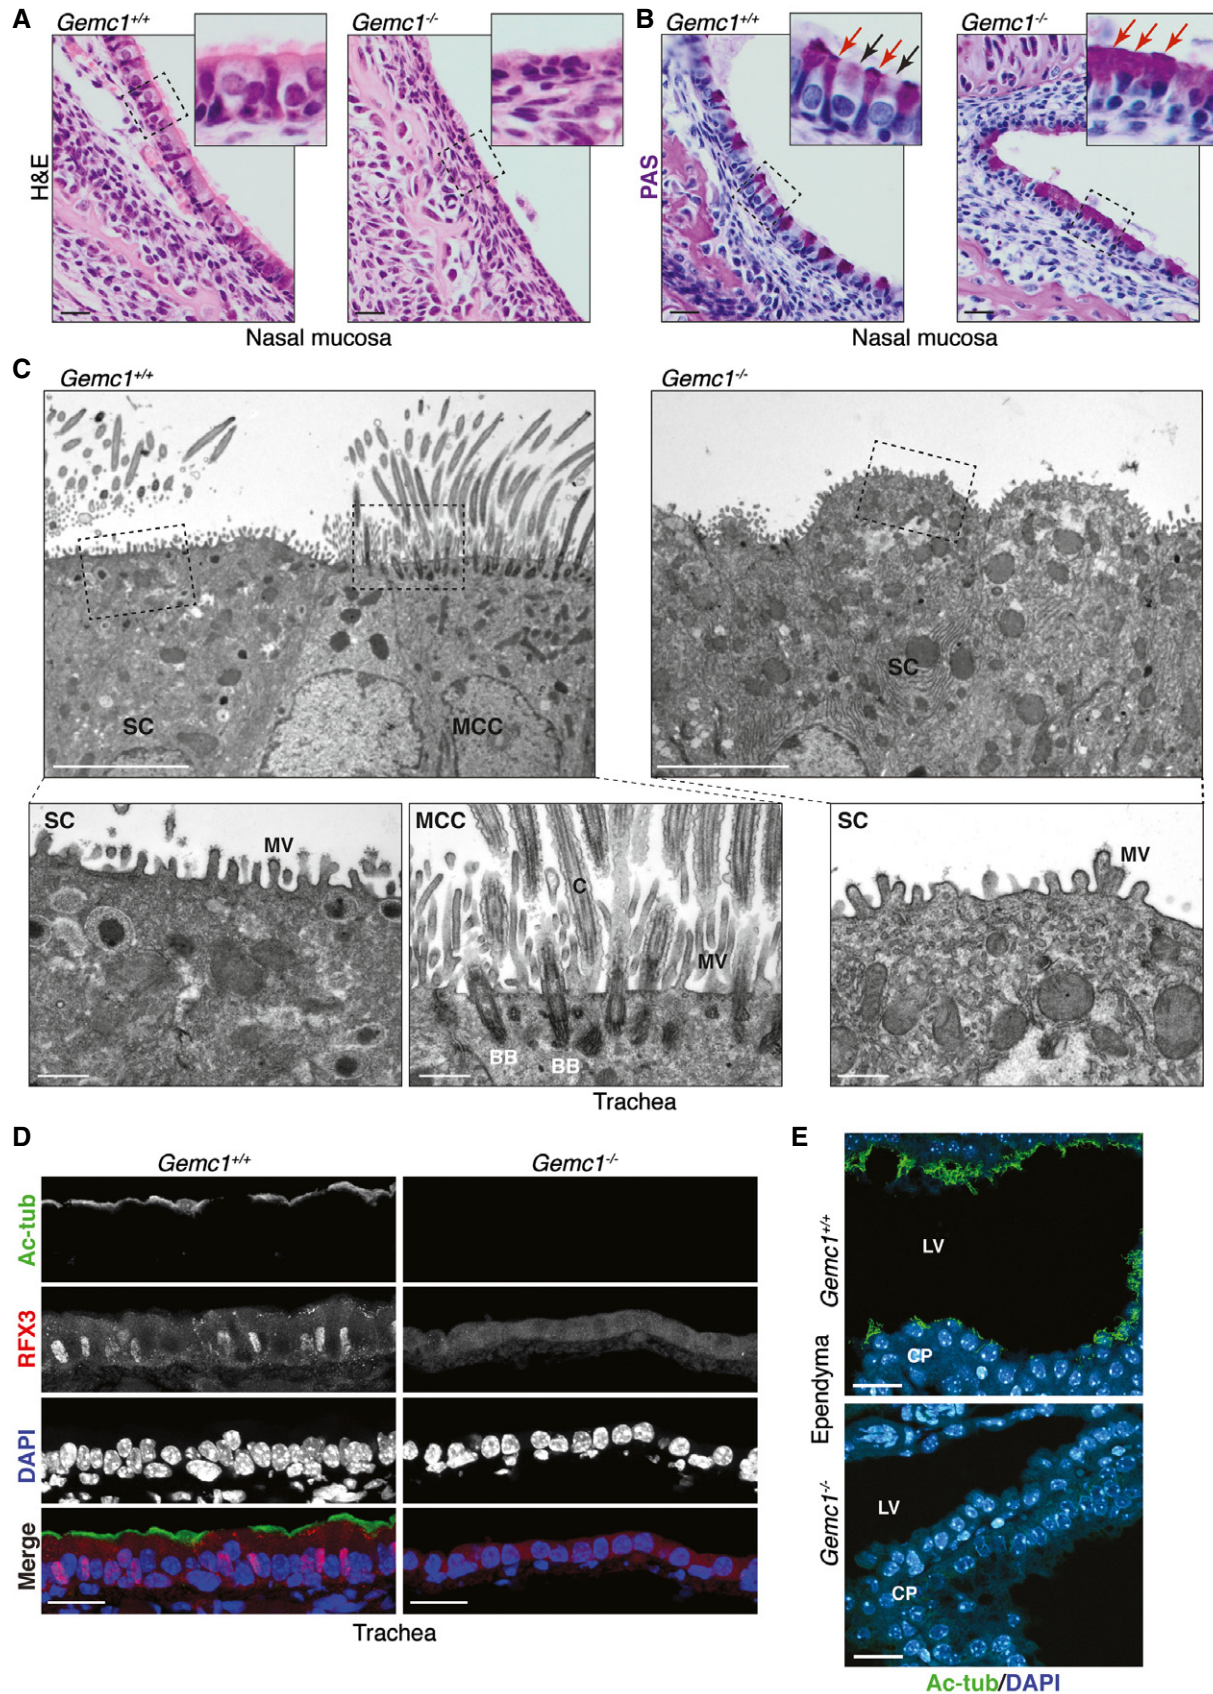 A
Gemc1+/+
Gemc1-/-
H&E
Nasal mucosa
B
Gemc1+/+
Gemc1-/-
PAS
Nasal mucosa
C
Gemc1+/+
Gemc1-/-
SC
MCC
SC
SC
MV
MCC
C
MV
BB
BB
SC
MV
Trachea
D
Gemc1+/+
Gemc1-/-
Ac-tub
RFX3
DAPI
Merge
Trachea
E
Gemc1+/+
LV
CP
Ependyma
Gemc1-/-
LV
CP
Ac-tub/DAPI